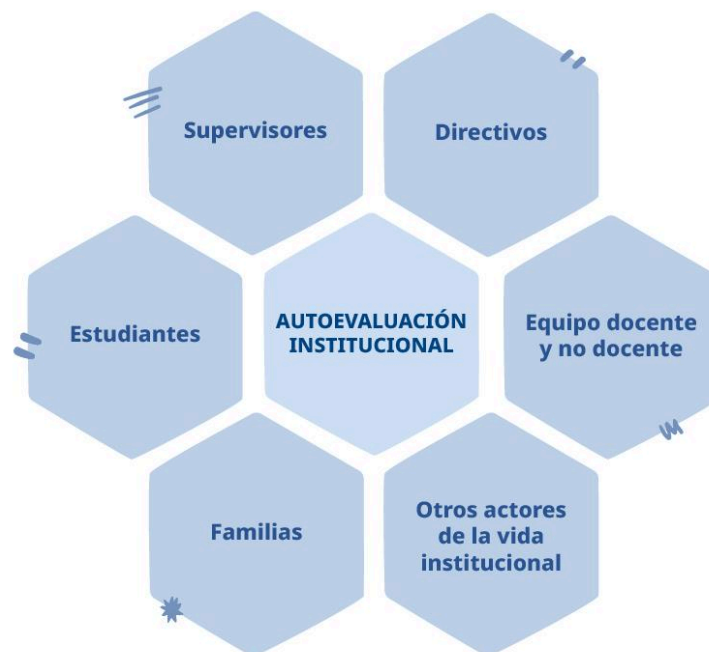 Supervisores
Directivos
Estudiantes
AUTOEVALUACIÓN
INSTITUCIONAL
Equipo docente
y no docente
Familias
Otros actores
de la vida
institucional